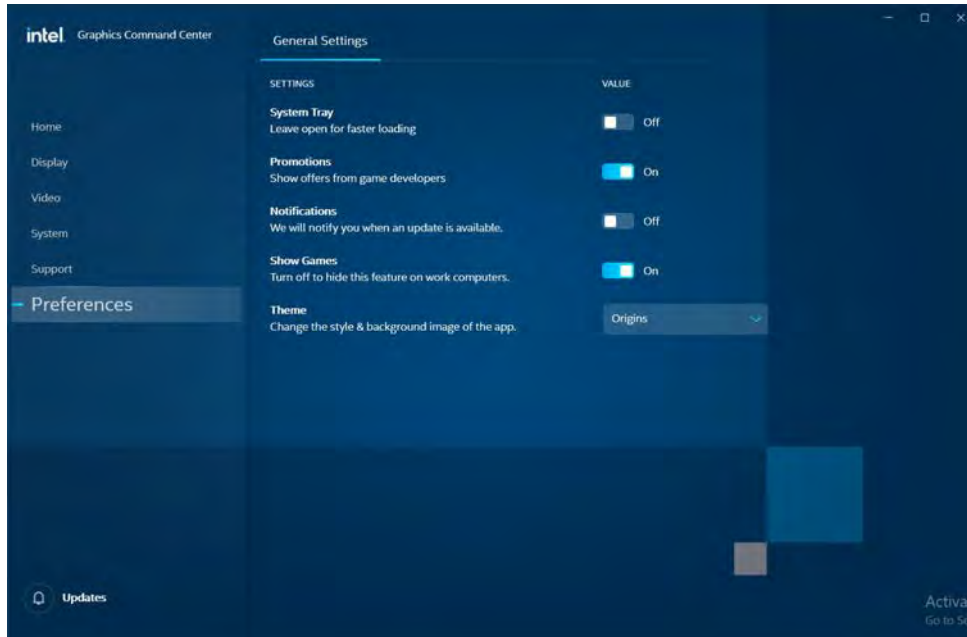 intel. Graphics Command Center
General Settings
SETTINGS VALUE
System Tray
Leave open for faster loading
Off
Promotions
Show offers from game developers
On
Notifications
We will notify you when an update is available.
Off
Show Games
Turn off to hide this feature on work computers.
On
Theme
Change the style & background image of the app.
Origins
Home
Display
Video
System
Support
Preferences
Updates
Activa
Go to Se